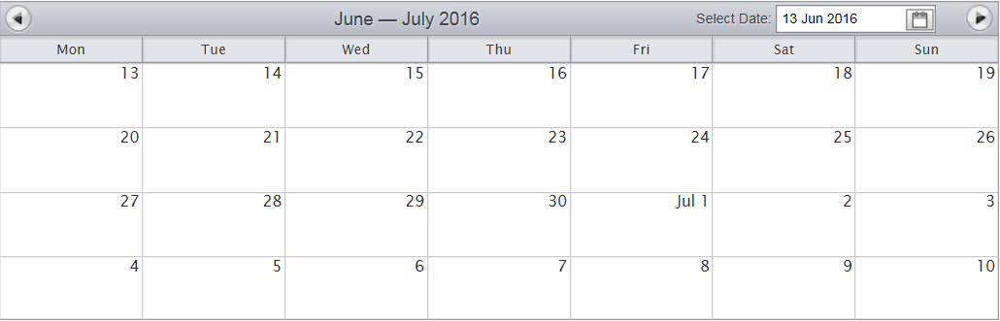 June — July 2016 Select Date: 13 Jun 2016
Mon Tue Wed Thu Fri Sat Sun
13 14 15 16 17 18 19
20 21 22 23 24 25 26
27 28 29 30 Jul 1 2 3
4 5 6 7 8 9 10